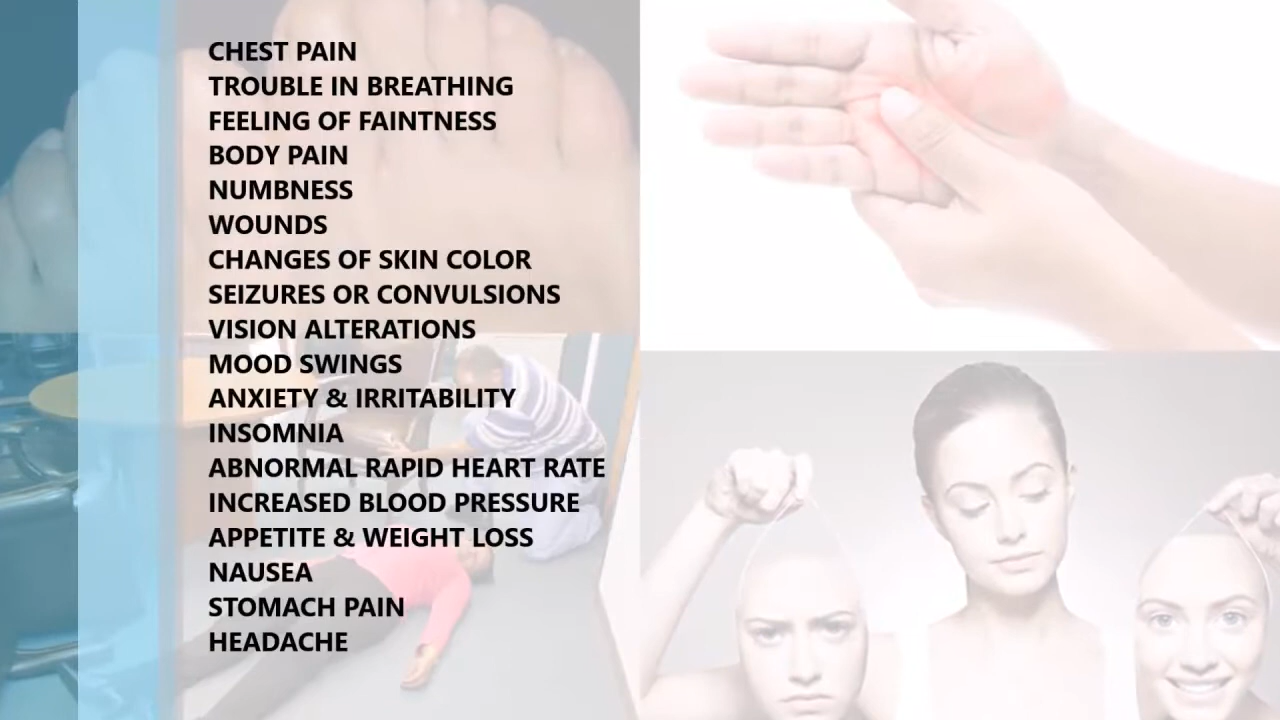 CHEST PAIN
TROUBLE IN BREATHING
FEELING OF FAINTNESS
BODY PAIN
NUMBNESS
WOUNDS
CHANGES OF SKIN COLOR
SEIZURES OR CONVULSIONS
VISION ALTERATIONS
MOOD SWINGS
ANXIETY & IRRITABILITY
INSOMNIA
ABNORMAL RAPID HEART RATE
INCREASED BLOOD PRESSURE
APPETITE & WEIGHT LOSS
NAUSEA
STOMACH PAIN
HEADACHE